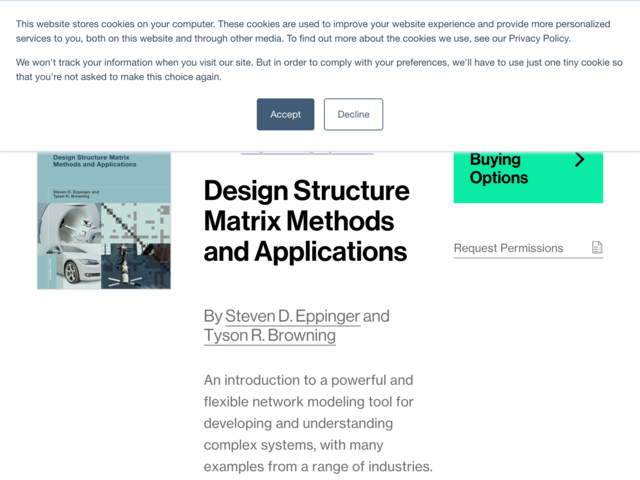 This website stores cookies on your computer. These cookies are used to improve your website experience and provide more personalized
services to you, both on this website and through other media. To find out more about the cookies we use, see our Privacy Policy.
We won't track your information when you visit our site. But in order to comply with your preferences, we'll have to use just one tiny cookie so
that you're not asked to make this choice again.
Accept
Decline
Design Structure Matrix
Methods and Applications
Steven D. Eppinger and
Tyson R. Browning
Design Structure
Matrix Methods
and Applications
By Steven D. Eppinger and
Tyson R. Browning
An introduction to a powerful and
flexible network modeling tool for
developing and understanding
complex systems, with many
examples from a range of industries.
Buying
Options
Request Permissions